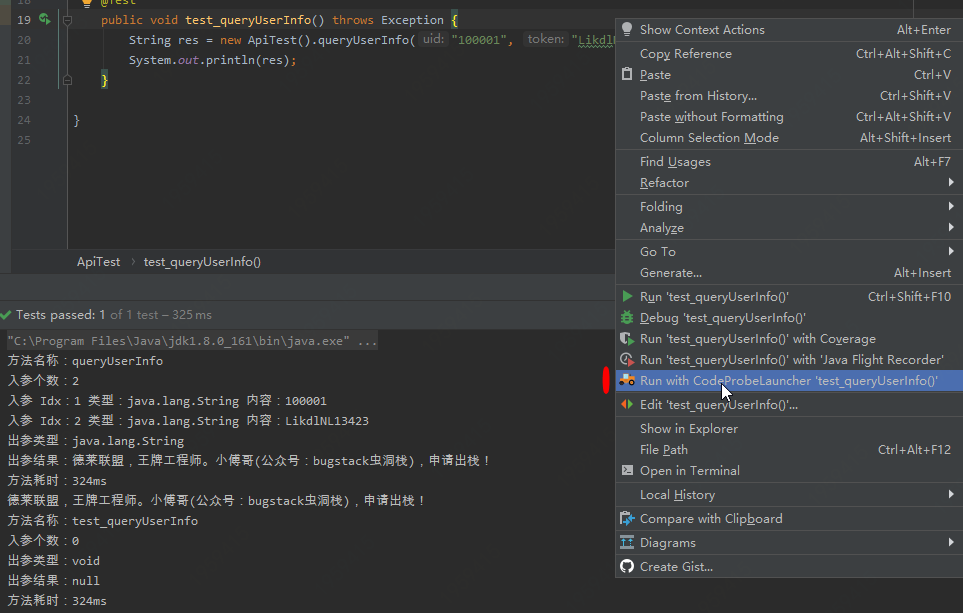 18 @Test
19 public void test_queryUserInfo() throws Exception {
20 String res = new ApiTest().queryUserInfo( uid: "100001", token: "Likdl
21 System.out.println(res);
22 }
23
24 }
25
ApiTest › test_queryUserInfo()
Tests passed: 1 of 1 test – 325 ms
"C:\Program Files\Java\jdk1.8.0_161\bin\java.exe" ...
方法名称：queryUserInfo
入参个数：2
入参 Idx：1 类型：java.lang.String 内容：100001
入参 Idx：2 类型：java.lang.String 内容：LikdlNL13423
出参类型：java.lang.String
出参结果：德莱联盟，王牌工程师。小傅哥(公众号：bugstack虫洞栈)，申请出栈！
方法耗时：324ms
德莱联盟，王牌工程师。小傅哥(公众号：bugstack虫洞栈)，申请出栈！
方法名称：test_queryUserInfo
入参个数：0
出参类型：void
出参结果：null
方法耗时：324ms
Show Context Actions Alt+Enter
Copy Reference Ctrl+Alt+Shift+C
Paste Ctrl+V
Paste from History... Ctrl+Shift+V
Paste without Formatting Ctrl+Alt+Shift+V
Column Selection Mode Alt+Shift+Insert
Find Usages Alt+F7
Refactor
Folding
Analyze
Go To
Generate... Alt+Insert
Run 'test_queryUserInfo()' Ctrl+Shift+F10
Debug 'test_queryUserInfo()'
Run 'test_queryUserInfo()' with Coverage
Run 'test_queryUserInfo()' with 'Java Flight Recorder'
Run with CodeProbeLauncher 'test_queryUserInfo()'
Edit 'test_queryUserInfo()'...
Show in Explorer
File Path Ctrl+Alt+F12
Open in Terminal
Local History
Compare with Clipboard
Diagrams
Create Gist...